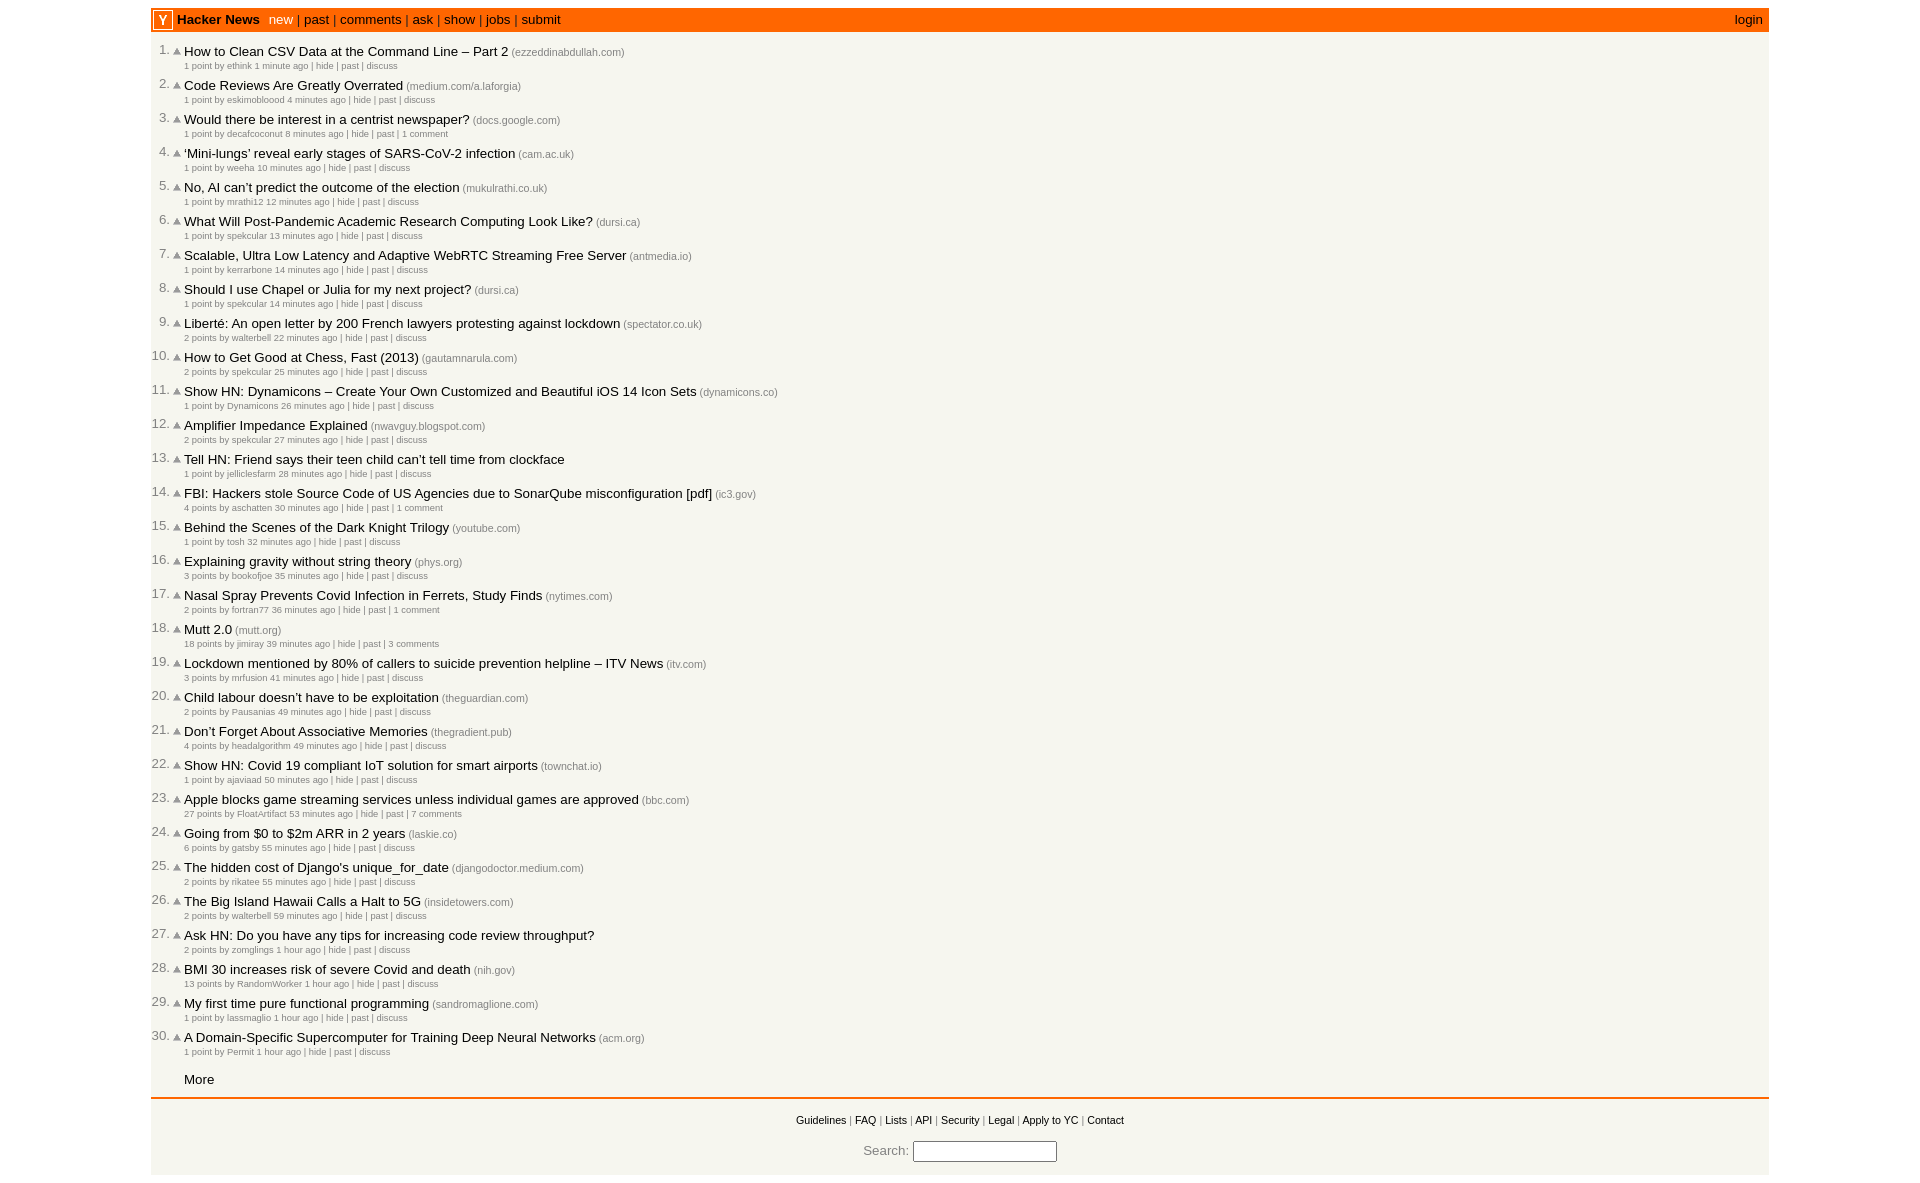 Y Hacker News new | past | comments | ask | show | jobs | submit login
1. ▲ How to Clean CSV Data at the Command Line – Part 2 (ezzeddinabdullah.com)
1 point by ethink 1 minute ago | hide | past | discuss
2. ▲ Code Reviews Are Greatly Overrated (medium.com/a.laforgia)
1 point by eskimobloood 4 minutes ago | hide | past | discuss
3. ▲ Would there be interest in a centrist newspaper? (docs.google.com)
1 point by decafcoconut 8 minutes ago | hide | past | 1 comment
4. ▲ ‘Mini-lungs’ reveal early stages of SARS-CoV-2 infection (cam.ac.uk)
1 point by weeha 10 minutes ago | hide | past | discuss
5. ▲ No, AI can’t predict the outcome of the election (mukulrathi.co.uk)
1 point by mrathi12 12 minutes ago | hide | past | discuss
6. ▲ What Will Post-Pandemic Academic Research Computing Look Like? (dursi.ca)
1 point by spekcular 13 minutes ago | hide | past | discuss
7. ▲ Scalable, Ultra Low Latency and Adaptive WebRTC Streaming Free Server (antmedia.io)
1 point by kerrarbone 14 minutes ago | hide | past | discuss
8. ▲ Should I use Chapel or Julia for my next project? (dursi.ca)
1 point by spekcular 14 minutes ago | hide | past | discuss
9. ▲ Liberté: An open letter by 200 French lawyers protesting against lockdown (spectator.co.uk)
2 points by walterbell 22 minutes ago | hide | past | discuss
10. ▲ How to Get Good at Chess, Fast (2013) (gautamnarula.com)
2 points by spekcular 25 minutes ago | hide | past | discuss
11. ▲ Show HN: Dynamicons – Create Your Own Customized and Beautiful iOS 14 Icon Sets (dynamicons.co)
1 point by Dynamicons 26 minutes ago | hide | past | discuss
12. ▲ Amplifier Impedance Explained (nwavguy.blogspot.com)
2 points by spekcular 27 minutes ago | hide | past | discuss
13. ▲ Tell HN: Friend says their teen child can’t tell time from clockface
1 point by jelliclesfarm 28 minutes ago | hide | past | discuss
14. ▲ FBI: Hackers stole Source Code of US Agencies due to SonarQube misconfiguration [pdf] (ic3.gov)
4 points by aschatten 30 minutes ago | hide | past | 1 comment
15. ▲ Behind the Scenes of the Dark Knight Trilogy (youtube.com)
1 point by tosh 32 minutes ago | hide | past | discuss
16. ▲ Explaining gravity without string theory (phys.org)
3 points by bookofjoe 35 minutes ago | hide | past | discuss
17. ▲ Nasal Spray Prevents Covid Infection in Ferrets, Study Finds (nytimes.com)
2 points by fortran77 36 minutes ago | hide | past | 1 comment
18. ▲ Mutt 2.0 (mutt.org)
18 points by jimiray 39 minutes ago | hide | past | 3 comments
19. ▲ Lockdown mentioned by 80% of callers to suicide prevention helpline – ITV News (itv.com)
3 points by mrfusion 41 minutes ago | hide | past | discuss
20. ▲ Child labour doesn’t have to be exploitation (theguardian.com)
2 points by Pausanias 49 minutes ago | hide | past | discuss
21. ▲ Don’t Forget About Associative Memories (thegradient.pub)
4 points by headalgorithm 49 minutes ago | hide | past | discuss
22. ▲ Show HN: Covid 19 compliant IoT solution for smart airports (townchat.io)
1 point by ajaviaad 50 minutes ago | hide | past | discuss
23. ▲ Apple blocks game streaming services unless individual games are approved (bbc.com)
27 points by FloatArtifact 53 minutes ago | hide | past | 7 comments
24. ▲ Going from $0 to $2m ARR in 2 years (laskie.co)
6 points by gatsby 55 minutes ago | hide | past | discuss
25. ▲ The hidden cost of Django's unique_for_date (djangodoctor.medium.com)
2 points by rikatee 55 minutes ago | hide | past | discuss
26. ▲ The Big Island Hawaii Calls a Halt to 5G (insidetowers.com)
2 points by walterbell 59 minutes ago | hide | past | discuss
27. ▲ Ask HN: Do you have any tips for increasing code review throughput?
2 points by zomglings 1 hour ago | hide | past | discuss
28. ▲ BMI 30 increases risk of severe Covid and death (nih.gov)
13 points by RandomWorker 1 hour ago | hide | past | discuss
29. ▲ My first time pure functional programming (sandromaglione.com)
1 point by lassmaglio 1 hour ago | hide | past | discuss
30. ▲ A Domain-Specific Supercomputer for Training Deep Neural Networks (acm.org)
1 point by Permit 1 hour ago | hide | past | discuss
More
Guidelines | FAQ | Lists | API | Security | Legal | Apply to YC | Contact
Search: